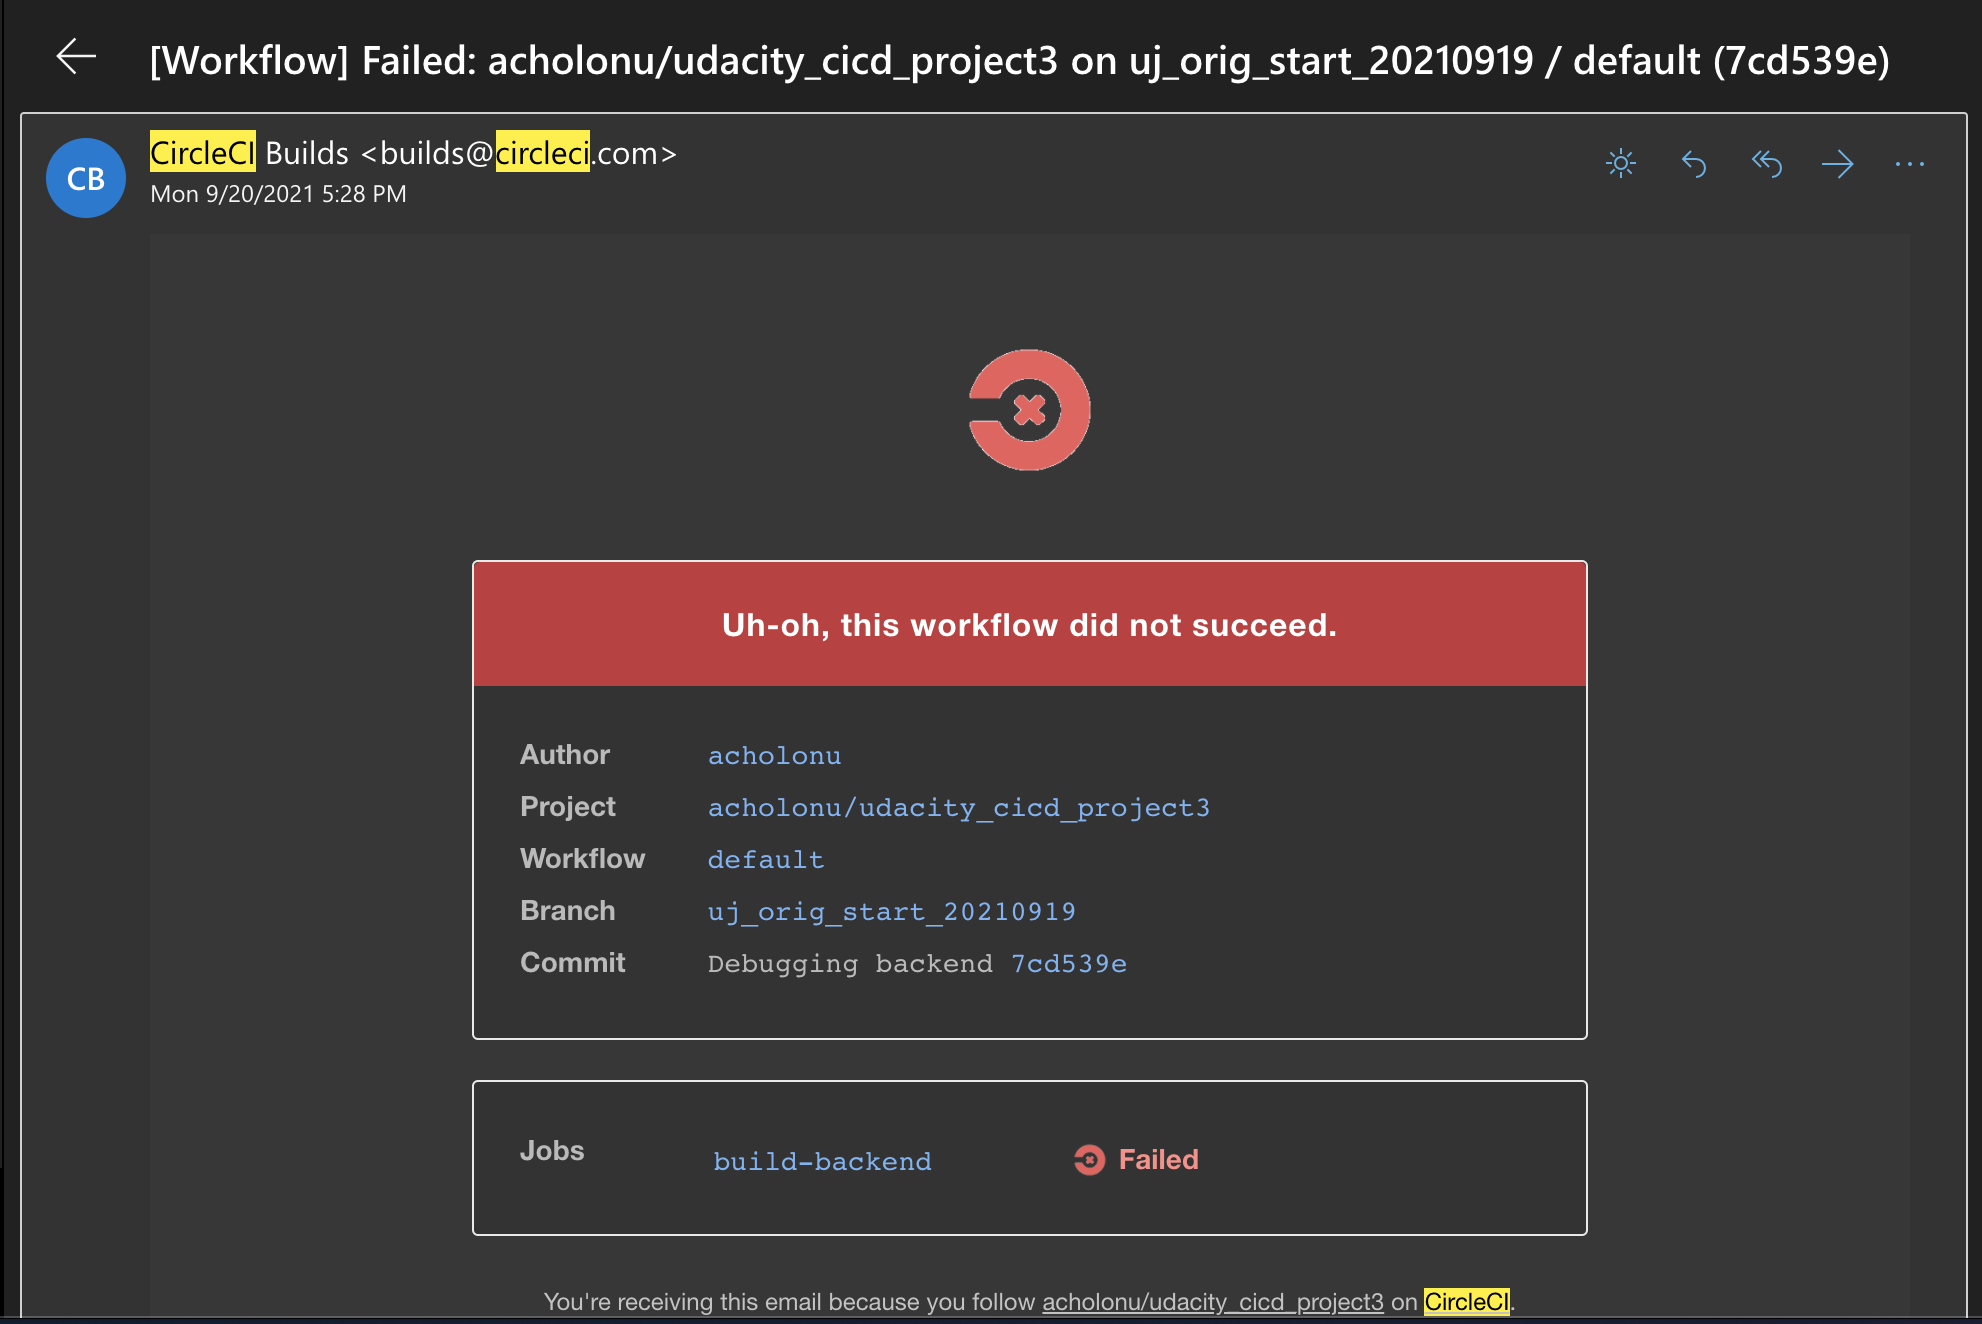 [Workflow] Failed: acholonu/udacity_cicd_project3 on uj_orig_start_20210919 / default (7cd539e)
CB
CircleCI Builds <builds@circleci.com>
Mon 9/20/2021 5:28 PM
Uh-oh, this workflow did not succeed.
Author acholonu
Project acholonu/udacity_cicd_project3
Workflow default
Branch uj_orig_start_20210919
Commit Debugging backend 7cd539e
Jobs build-backend Failed
You're receiving this email because you follow acholonu/udacity_cicd_project3 on CircleCI.